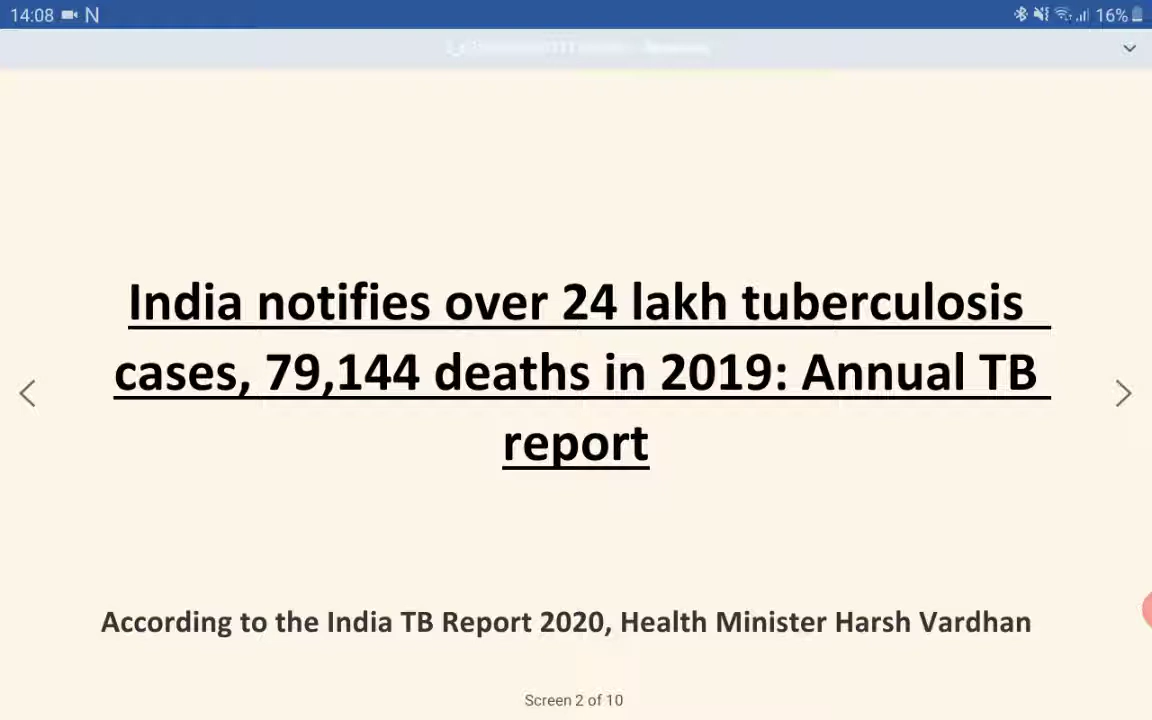 14:08 N 16%
India notifies over 24 lakh tuberculosis
cases, 79,144 deaths in 2019: Annual TB
report
According to the India TB Report 2020, Health Minister Harsh Vardhan
Screen 2 of 10